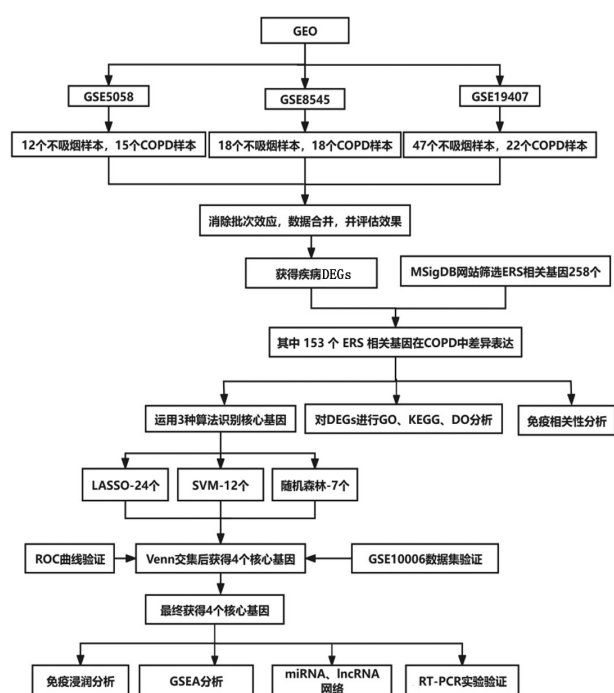 GEO
GSE5058
GSE8545
GSE19407
12个不吸烟样本，15个COPD样本
18个不吸烟样本，18个COPD样本
47个不吸烟样本，22个COPD样本
消除批次效应，数据合并，并评估效果
获得疾病DEGs
MSigDB网站筛选ERS相关基因258个
其中 153 个 ERS 相关基因在COPD中差异表达
运用3种算法识别核心基因
对DEGs进行GO、KEGG、DO分析
免疫相关性分析
LASSO-24个
SVM-12个
随机森林-7个
ROC曲线验证
Venn交集后获得4个核心基因
GSE10006数据集验证
最终获得4个核心基因
免疫浸润分析
GSEA分析
miRNA、lncRNA
网络
RT-PCR实验验证